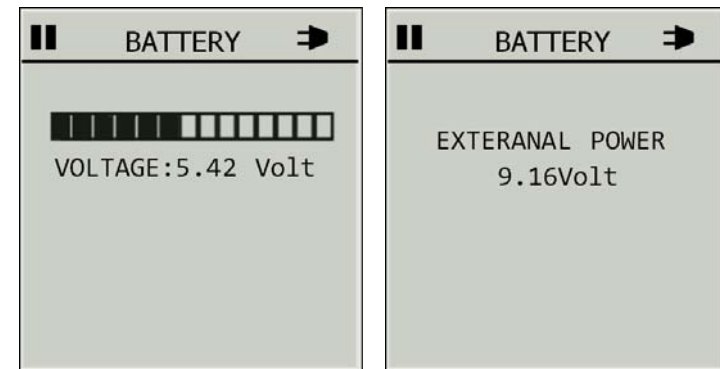 BATTERY
VOLTAGE:5.42 Volt
BATTERY
EXTERANAL POWER
9.16Volt